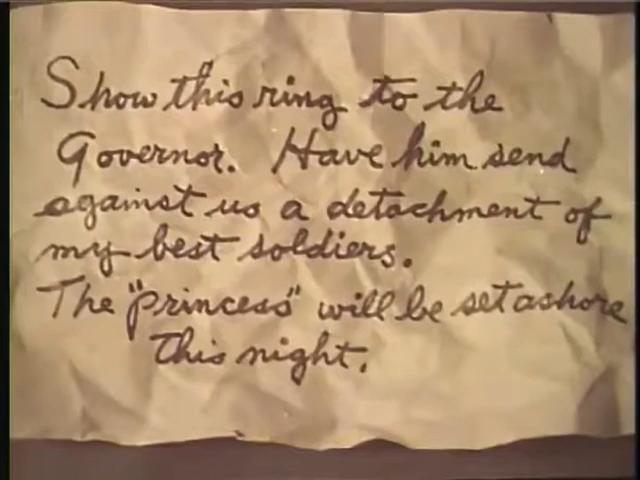 Show this ring to the
Governor. Have him send
against us a detachment of
my best soldiers.
The "princess" will be set ashore
this night.